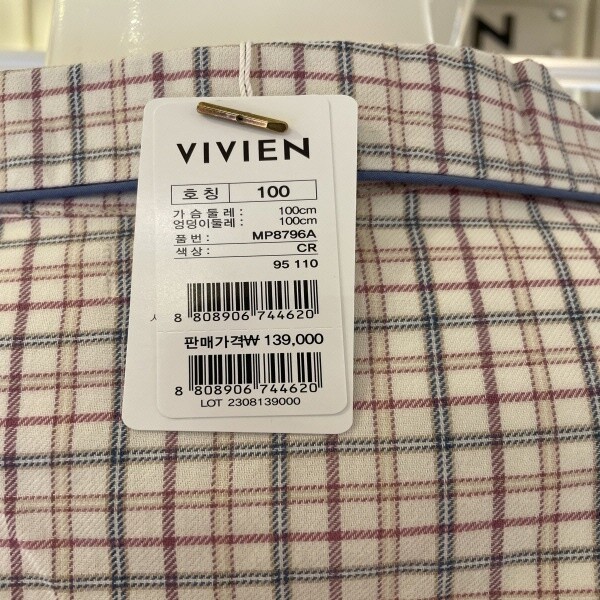 VIVIEN
호칭 100
가슴둘레 : 100cm
엉덩이둘레 : 100cm
품번 : MP8796A
색상 : CR
95 110
8 808906 744620
판매가격₩ 139,000
8 808906 744620
LOT 2308139000
N